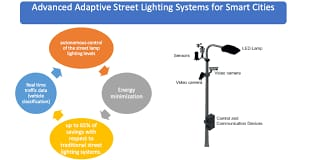 Advanced Adaptive Street Lighting Systems for Smart Cities
autonomous control
of the street lamp
lighting levels
Real time
traffic data
(vehicle
classification)
Energy
minimization
up to 65% of
savings with
respect to
traditional street
lighting systems
LED Lamp
Sensors
Video camera
Video camera
Control and
Communication Devices